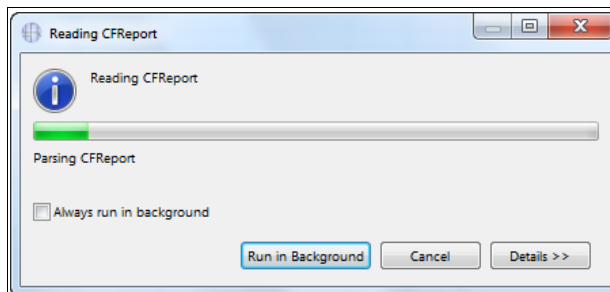 Reading CFReport
Reading CFReport
Parsing CFReport
Always run in background
Run in Background Cancel Details >>